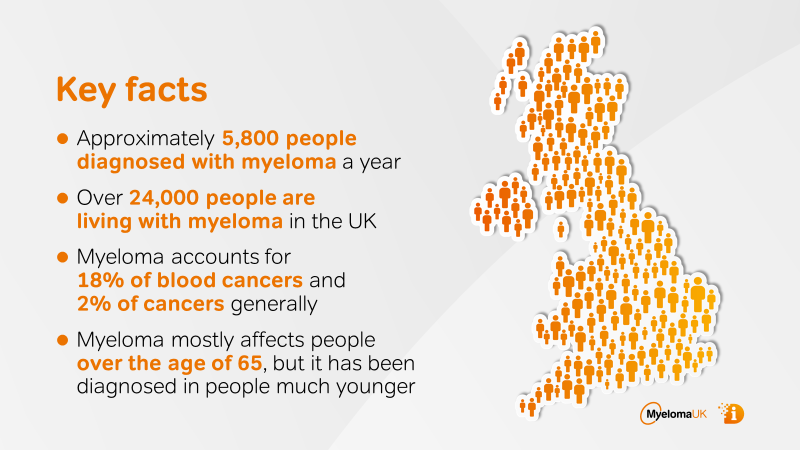 Key facts
● Approximately 5,800 people
diagnosed with myeloma a year
● Over 24,000 people are
living with myeloma in the UK
● Myeloma accounts for
18% of blood cancers and
2% of cancers generally
● Myeloma mostly affects people
over the age of 65, but it has been
diagnosed in people much younger
MyelomaUK
i